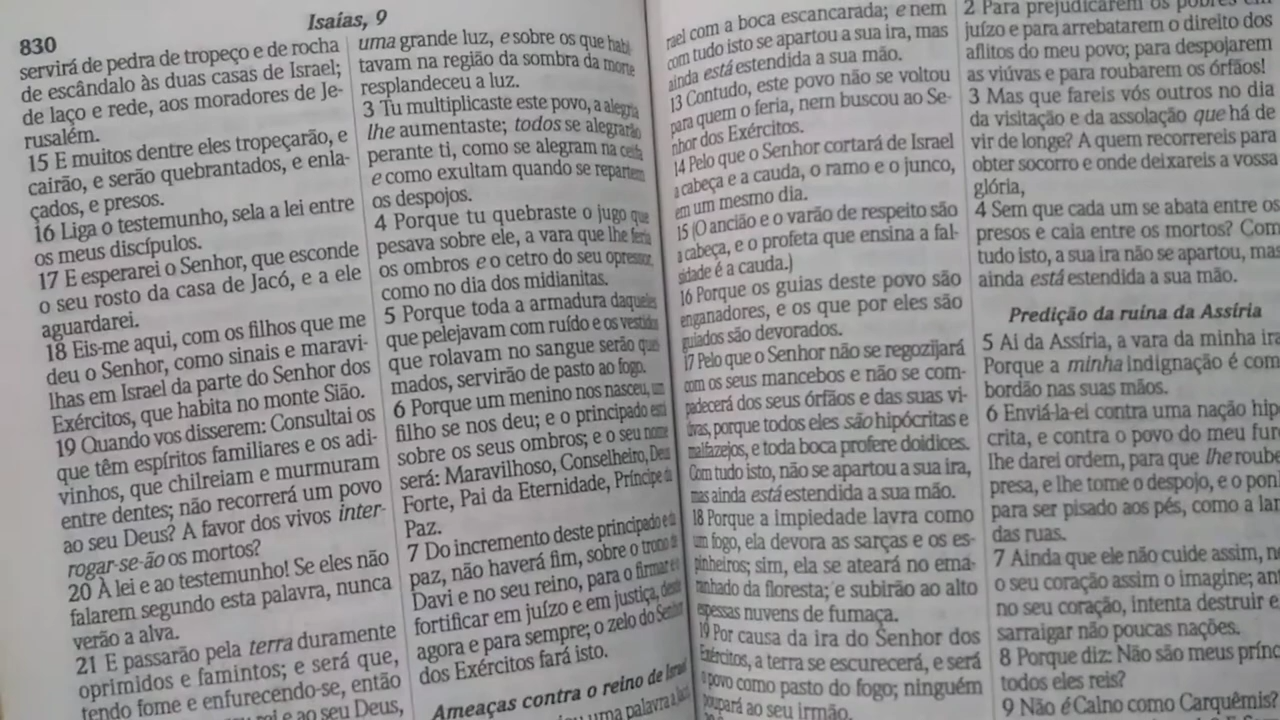 830
Isaías, 9
servirá de pedra de tropeço e de rocha
de escândalo às duas casas de Israel;
de laço e rede, aos moradores de Je-
rusalém.
15 E muitos dentre eles tropeçarão, e
cairão, e serão quebrantados, e enla-
çados, e presos.
16 Liga o testemunho, sela a lei entre
os meus discípulos.
17 E esperarei o Senhor, que esconde
o seu rosto da casa de Jacó, e a ele
aguardarei.
18 Eis-me aqui, com os filhos que me
deu o Senhor, como sinais e maravi-
lhas em Israel da parte do Senhor dos
Exércitos, que habita no monte Sião.
19 Quando vos disserem: Consultai os
que têm espíritos familiares e os adi-
vinhos, que chilreiam e murmuram
entre dentes; não recorrerá um povo
ao seu Deus? A favor dos vivos inter-
rogar-se-ão os mortos?
20 À lei e ao testemunho! Se eles não
falarem segundo esta palavra, nunca
verão a alva.
21 E passarão pela terra duramente
oprimidos e famintos; e será que,
tendo fome e enfurecendo-se, então
rei e ao seu Deus,
uma grande luz, e sobre os que habi-
tavam na região da sombra da morte
resplandeceu a luz.
3 Tu multiplicaste este povo, a alegria
lhe aumentaste; todos se alegrarão
perante ti, como se alegram na ceifa
e como exultam quando se repartem
os despojos.
4 Porque tu quebraste o jugo que
pesava sobre ele, a vara que lhe feria
os ombros e o cetro do seu opressor,
como no dia dos midianitas.
5 Porque toda a armadura daqueles
que pelejavam com ruído e os vestidos
que rolavam no sangue serão quei-
mados, servirão de pasto ao fogo.
6 Porque um menino nos nasceu, um
filho se nos deu; e o principado está
sobre os seus ombros; e o seu nome
será: Maravilhoso, Conselheiro, Deus
Forte, Pai da Eternidade, Príncipe da
Paz.
7 Do incremento deste principado e da
paz, não haverá fim, sobre o trono de
Davi e no seu reino, para o firmar e o
fortificar em juízo e em justiça, desde
agora e para sempre; o zelo do Senhor
dos Exércitos fará isto.
Ameaças contra o reino de Israel
uma palavra a Jacó,
rael com a boca escancarada; e nem
com tudo isto se apartou a sua ira, mas
ainda está estendida a sua mão.
13 Contudo, este povo não se voltou
para quem o feria, nem buscou ao Se-
nhor dos Exércitos.
14 Pelo que o Senhor cortará de Israel
a cabeça e a cauda, o ramo e o junco,
em um mesmo dia.
15 (O ancião e o varão de respeito são
a cabeça, e o profeta que ensina a fal-
sidade é a cauda.)
16 Porque os guias deste povo são
enganadores, e os que por eles são
guiados são devorados.
17 Pelo que o Senhor não se regozijará
com os seus mancebos e não se com-
padecerá dos seus órfãos e das suas vi-
úvas, porque todos eles são hipócritas e
malfazejos, e toda boca profere doidices.
Com tudo isto, não se apartou a sua ira,
mas ainda está estendida a sua mão.
18 Porque a impiedade lavra como
um fogo, ela devora as sarças e os es-
pinheiros; sim, ela se ateará no ema-
ranhado da floresta; e subirão ao alto
espessas nuvens de fumaça.
19 Por causa da ira do Senhor dos
Exércitos, a terra se escurecerá, e será
o povo como pasto do fogo; ninguém
poupará ao seu irmão.
2 Para prejudicarem os pobres em
juízo e para arrebatarem o direito dos
aflitos do meu povo; para despojarem
as viúvas e para roubarem os órfãos!
3 Mas que fareis vós outros no dia
da visitação e da assolação que há de
vir de longe? A quem recorrereis para
obter socorro e onde deixareis a vossa
glória,
4 Sem que cada um se abata entre os
presos e caia entre os mortos? Com
tudo isto, a sua ira não se apartou, mas
ainda está estendida a sua mão.
Predição da ruína da Assíria
5 Ai da Assíria, a vara da minha ira
Porque a minha indignação é com
bordão nas suas mãos.
6 Enviá-la-ei contra uma nação hip
crita, e contra o povo do meu furo
lhe darei ordem, para que lhe roube
presa, e lhe tome o despojo, e o pon
para ser pisado aos pés, como a la
das ruas.
7 Ainda que ele não cuide assim, n
o seu coração assim o imagine; an
no seu coração, intenta destruir e
sarraigar não poucas nações.
8 Porque diz: Não são meus prínc
todos eles reis?
9 Não é Calno como Carquêmis?